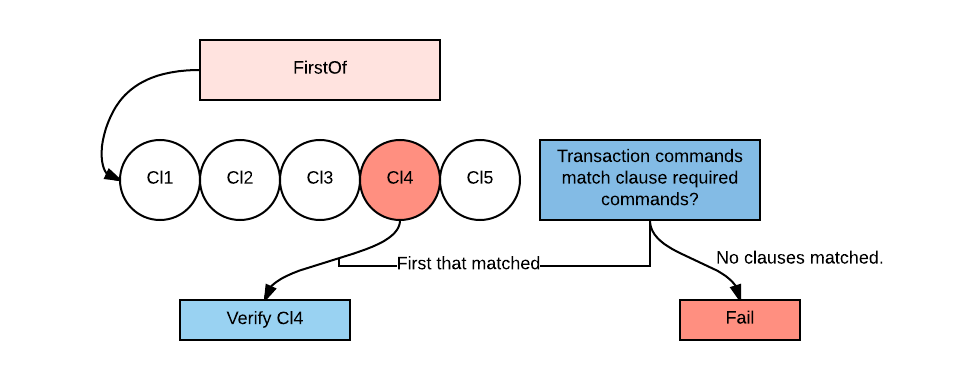 FirstOf
Cl1
Cl2
Cl3
Cl4
Cl5
Transaction commands
match clause required
commands?
First that matched
No clauses matched.
Verify Cl4
Fail